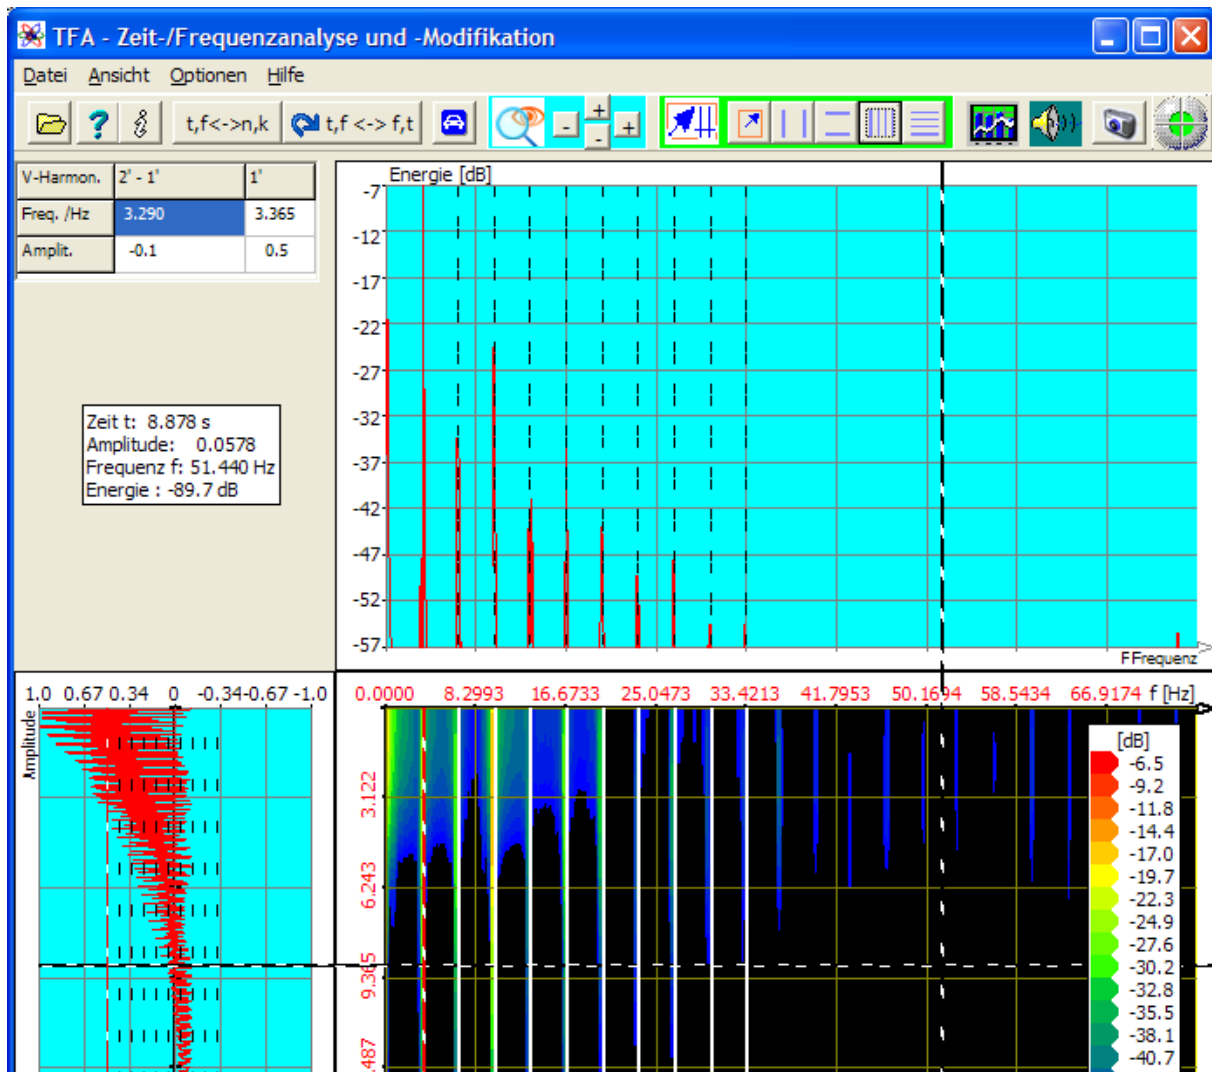 TFA - Zeit-/Frequenzanalyse und -Modifikation
Datei Ansicht Optionen Hilfe
? i t,f<->n,k t,f <-> f,t - + - +
V-Harmon. 2' - 1' 1'
Freq. /Hz 3.290 3.365
Amplit. -0.1 0.5
Energie [dB]
-7
-12
-17
-22
-27
-32
-37
-42
-47
-52
-57
FFrequenz
Zeit t: 8.878 s
Amplitude: 0.0578
Frequenz f: 51.440 Hz
Energie : -89.7 dB
1.0 0.67 0.34 0 -0.34 -0.67 -1.0
Amplitude
0.0000 8.2993 16.6733 25.0473 33.4213 41.7953 50.1694 58.5434 66.9174 f [Hz]
3.122
6.243
9.365
.487
[dB]
-6.5
-9.2
-11.8
-14.4
-17.0
-19.7
-22.3
-24.9
-27.6
-30.2
-32.8
-35.5
-38.1
-40.7